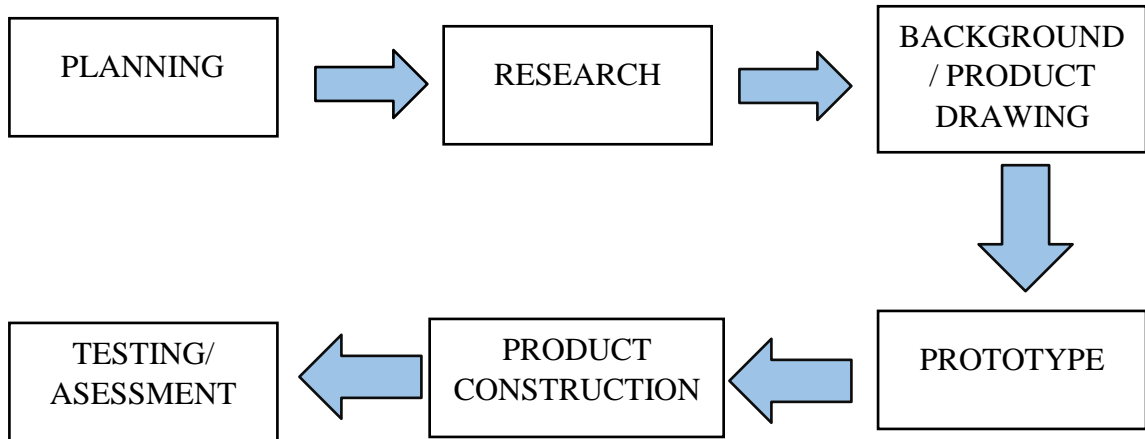 PLANNING
RESEARCH
BACKGROUND
/ PRODUCT
DRAWING
PROTOTYPE
PRODUCT
CONSTRUCTION
TESTING/
ASESSMENT